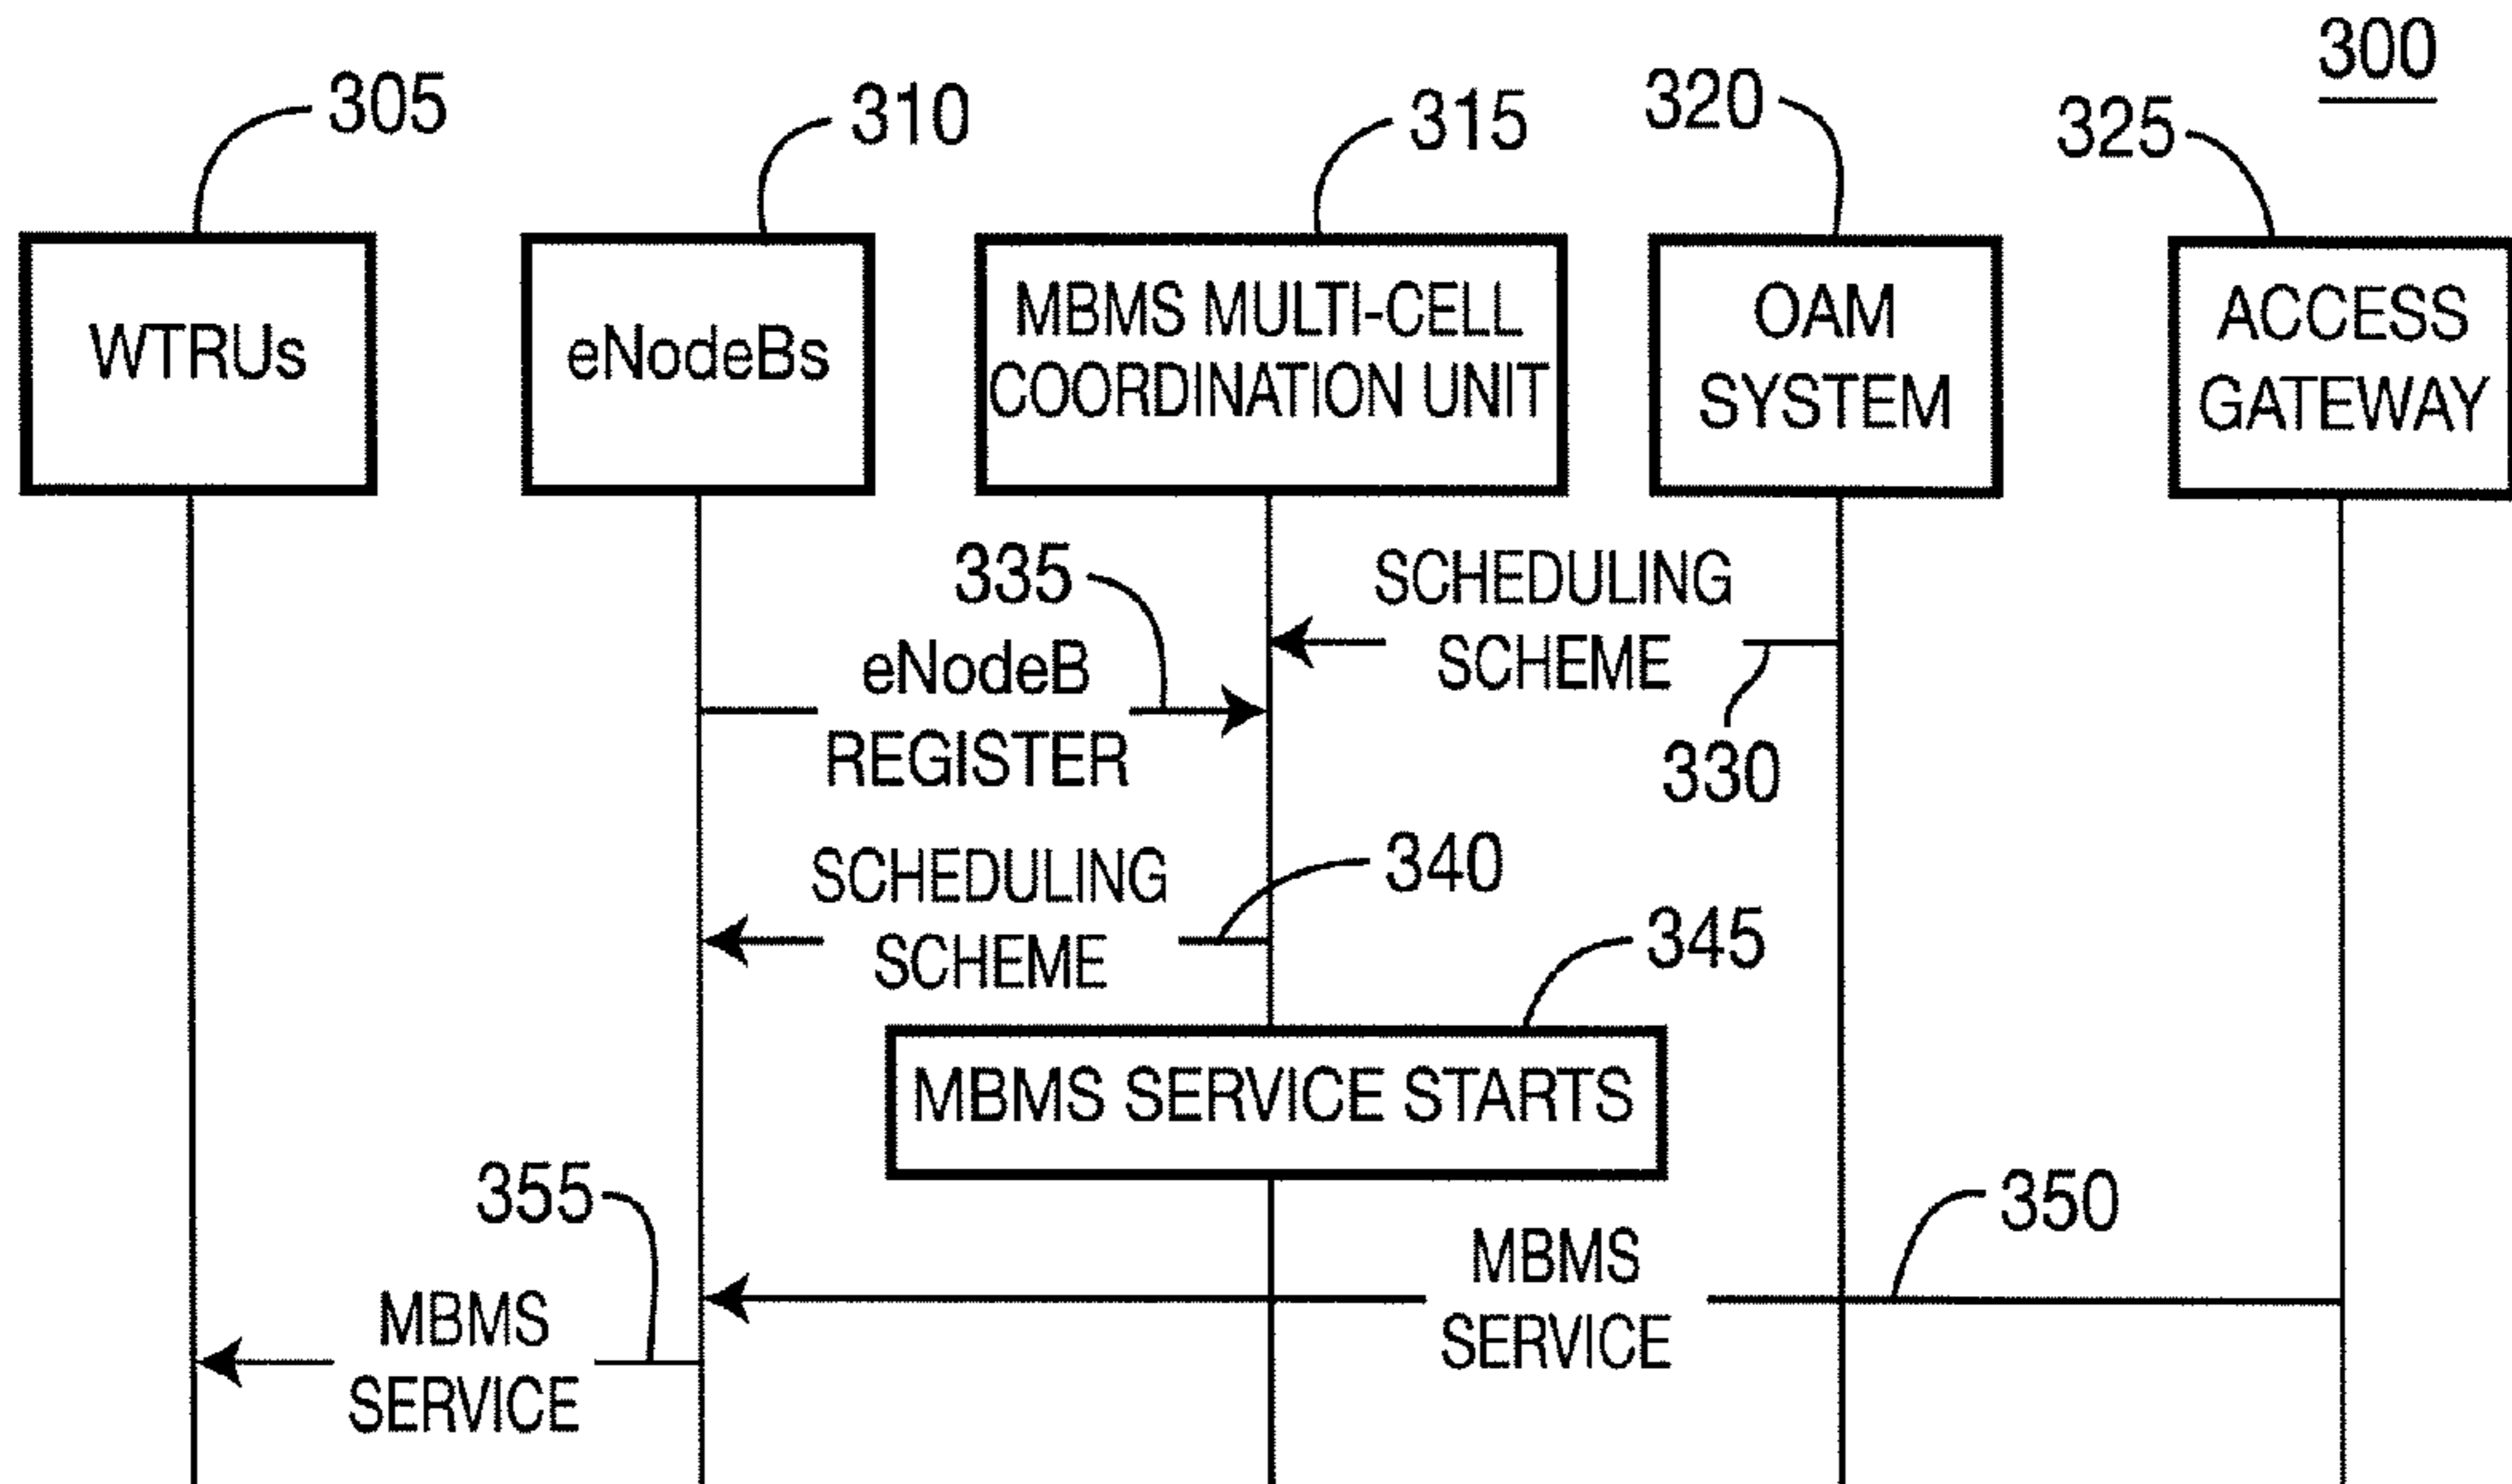 300
305
310
315
320
325
WTRUs
eNodeBs
MBMS MULTI-CELL
COORDINATION UNIT
OAM
SYSTEM
ACCESS
GATEWAY
SCHEDULING
SCHEME
330
335
eNodeB
REGISTER
SCHEDULING
SCHEME
340
345
MBMS SERVICE STARTS
350
MBMS
SERVICE
355
MBMS
SERVICE